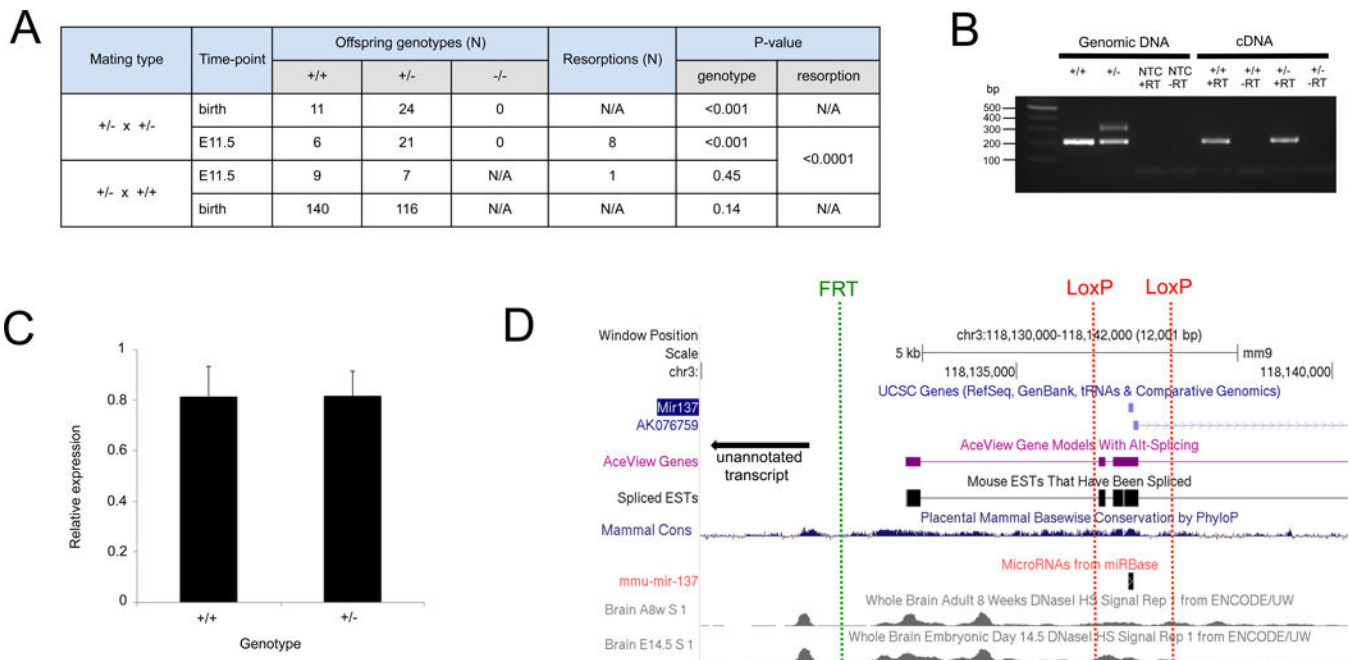 A
Mating type Time-point Offspring genotypes (N) Resorptions (N) P-value
+/+ +/- -/- genotype resorption
+/- x +/- birth 11 24 0 N/A <0.001 N/A
E11.5 6 21 0 8 <0.001 <0.0001
+/- x +/+ E11.5 9 7 N/A 1 0.45
birth 140 116 N/A N/A 0.14 N/A
B
Genomic DNA cDNA
+/+ +/- NTC +RT NTC -RT +/+ +RT +/+ -RT +/- +RT +/- -RT
bp
500
400
300
200
100
C
Relative expression
1
0.8
0.6
0.4
0.2
0
+/+ +/-
Genotype
D
FRT LoxP LoxP
Window Position chr3:118,130,000-118,142,000 (12,001 bp)
Scale 5 kb mm9
chr3: 118,135,000 118,140,000
UCSC Genes (RefSeq, GenBank, tRNAs & Comparative Genomics)
Mir137
AK076759
AceView Gene Models With Alt-Splicing
AceView Genes
unannotated
transcript
Mouse ESTs That Have Been Spliced
Spliced ESTs
Placental Mammal Basewise Conservation by PhyloP
Mammal Cons
MicroRNAs from miRBase
mmu-mir-137
Whole Brain Adult 8 Weeks DNaseI HS Signal Rep 1 from ENCODE/UW
Brain A8w S 1
Whole Brain Embryonic Day 14.5 DNaseI HS Signal Rep 1 from ENCODE/UW
Brain E14.5 S 1